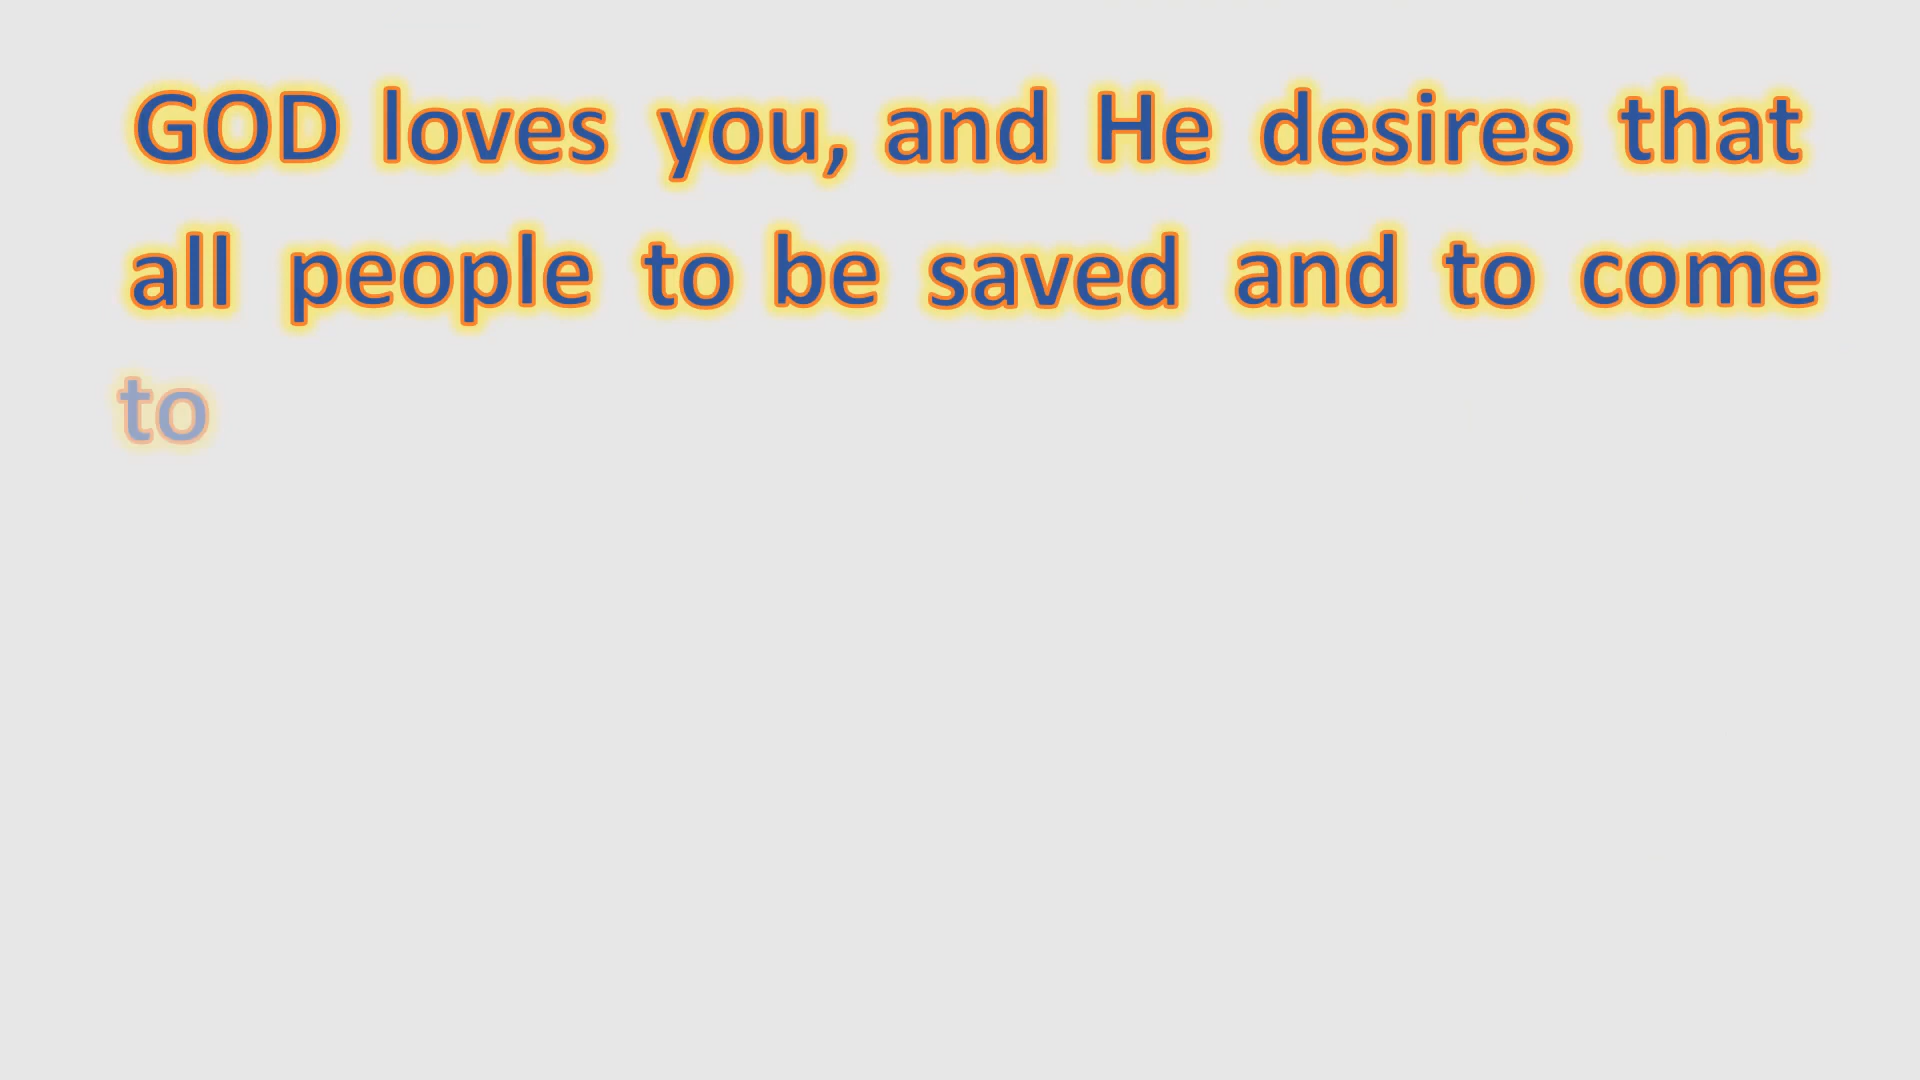 GOD loves you, and He desires that
all people to be saved and to come
to